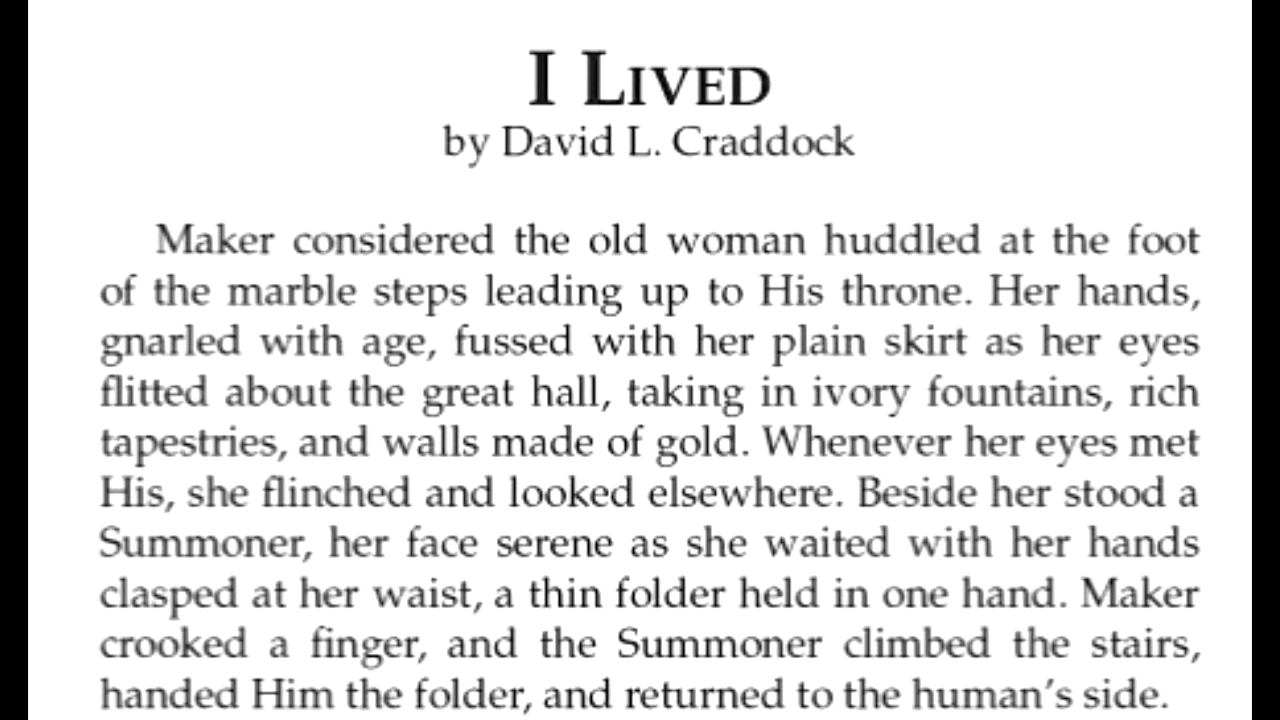 I LIVED
by David L. Craddock
Maker considered the old woman huddled at the foot
of the marble steps leading up to His throne. Her hands,
gnarled with age, fussed with her plain skirt as her eyes
flitted about the great hall, taking in ivory fountains, rich
tapestries, and walls made of gold. Whenever her eyes met
His, she flinched and looked elsewhere. Beside her stood a
Summoner, her face serene as she waited with her hands
clasped at her waist, a thin folder held in one hand. Maker
crooked a finger, and the Summoner climbed the stairs,
handed Him the folder, and returned to the human’s side.